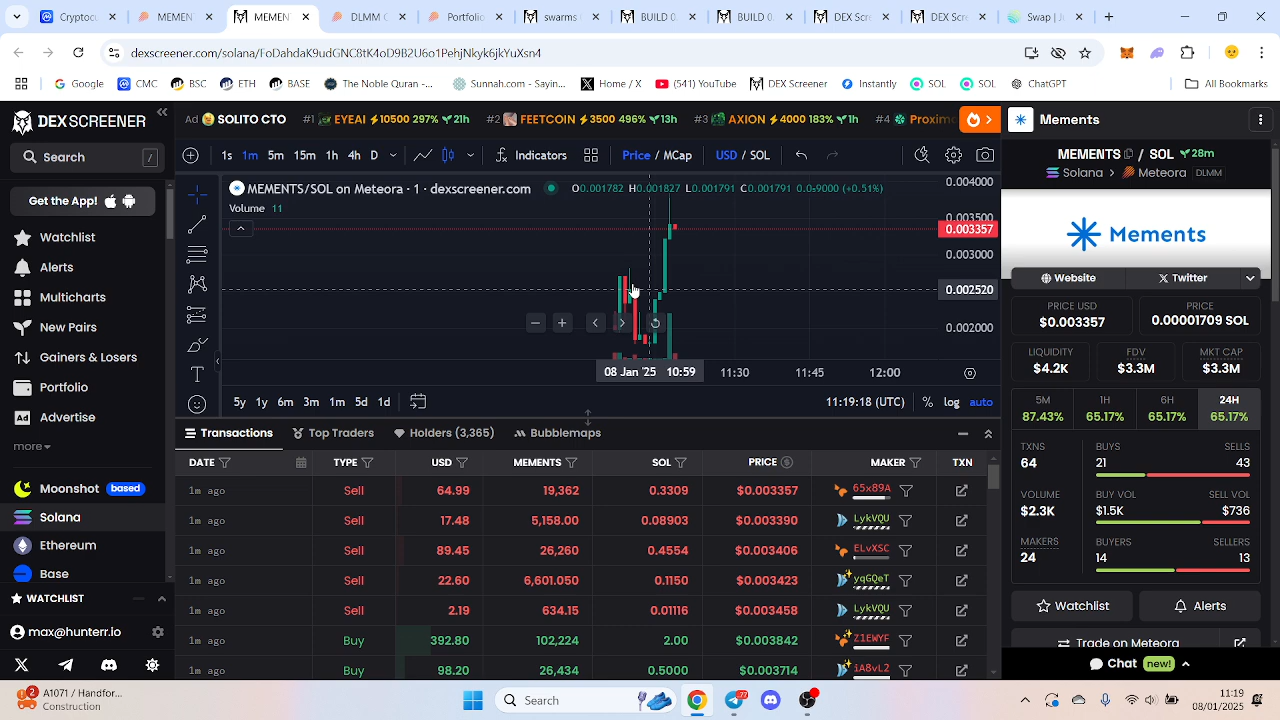 Cryptoc
MEMENT
MEMENT
DLMM C
Portfolio
swarms
BUILD 0
BUILD 0
DEX Scre
DEX Scre
Swap | J
dexscreener.com/solana/FoDahdaK9udGNC8tK4oD9B2U6o1PehjNkyk6jkYuXsn4
Google
CMC
BSC
ETH
BASE
The Noble Quran -...
Sunnah.com - Sayin...
Home / X
(541) YouTube
DEX Screener
Instantly
SOL
SOL
ChatGPT
All Bookmarks
DEXSCREENER
Search /
Get the App
Watchlist
Alerts
Multicharts
New Pairs
Gainers & Losers
Portfolio
Ad Advertise
more
Moonshot based
Solana
Ethereum
Base
WATCHLIST
max@hunterr.io
Ad SOLITO CTO #1 EYEAI 10500 297% 21h #2 FEETCOIN 3500 496% 13h #3 AXION 4000 183% 1h #4 Proxim
1s 1m 5m 15m 1h 4h D Indicators Price / MCap USD / SOL
MEMENTS/SOL on Meteora · 1 · dexscreener.com O0.001782 H0.001827 L0.001791 C0.001791 0.0₅9000 (+0.51%)
Volume 11
0.004000
0.003500
0.003357
0.003000
0.002520
0.002000
08 Jan '25 10:59 11:30 11:45 12:00
5y 1y 6m 3m 1m 5d 1d 11:19:18 (UTC) % log auto
Transactions Top Traders Holders (3,365) Bubblemaps
DATE TYPE USD MEMENTS SOL PRICE MAKER TXN
1m ago Sell 64.99 19,362 0.3309 $0.003357 65x89A
1m ago Sell 17.48 5,158.00 0.08903 $0.003390 LykVQU
1m ago Sell 89.45 26,260 0.4554 $0.003406 ELvXSC
1m ago Sell 22.60 6,601.050 0.1150 $0.003423 yqGQeT
1m ago Sell 2.19 634.15 0.01116 $0.003458 LykVQU
1m ago Buy 392.80 102,224 2.00 $0.003842 Z1EWYF
1m ago Buy 98.20 26,434 0.5000 $0.003714 iA8vL2
Mements
MEMENTS / SOL 28m
Solana > Meteora DLMM
Mements
Website Twitter
PRICE USD PRICE
$0.003357 0.00001709 SOL
LIQUIDITY FDV MKT CAP
$4.2K $3.3M $3.3M
5M 1H 6H 24H
87.43% 65.17% 65.17% 65.17%
TXNS BUYS SELLS
64 21 43
VOLUME BUY VOL SELL VOL
$2.3K $1.5K $736
MAKERS BUYERS SELLERS
24 14 13
Watchlist Alerts
Trade on Meteora
Chat new!
2
A1071 / Handfor...
Construction
Search
77
11:19
08/01/2025